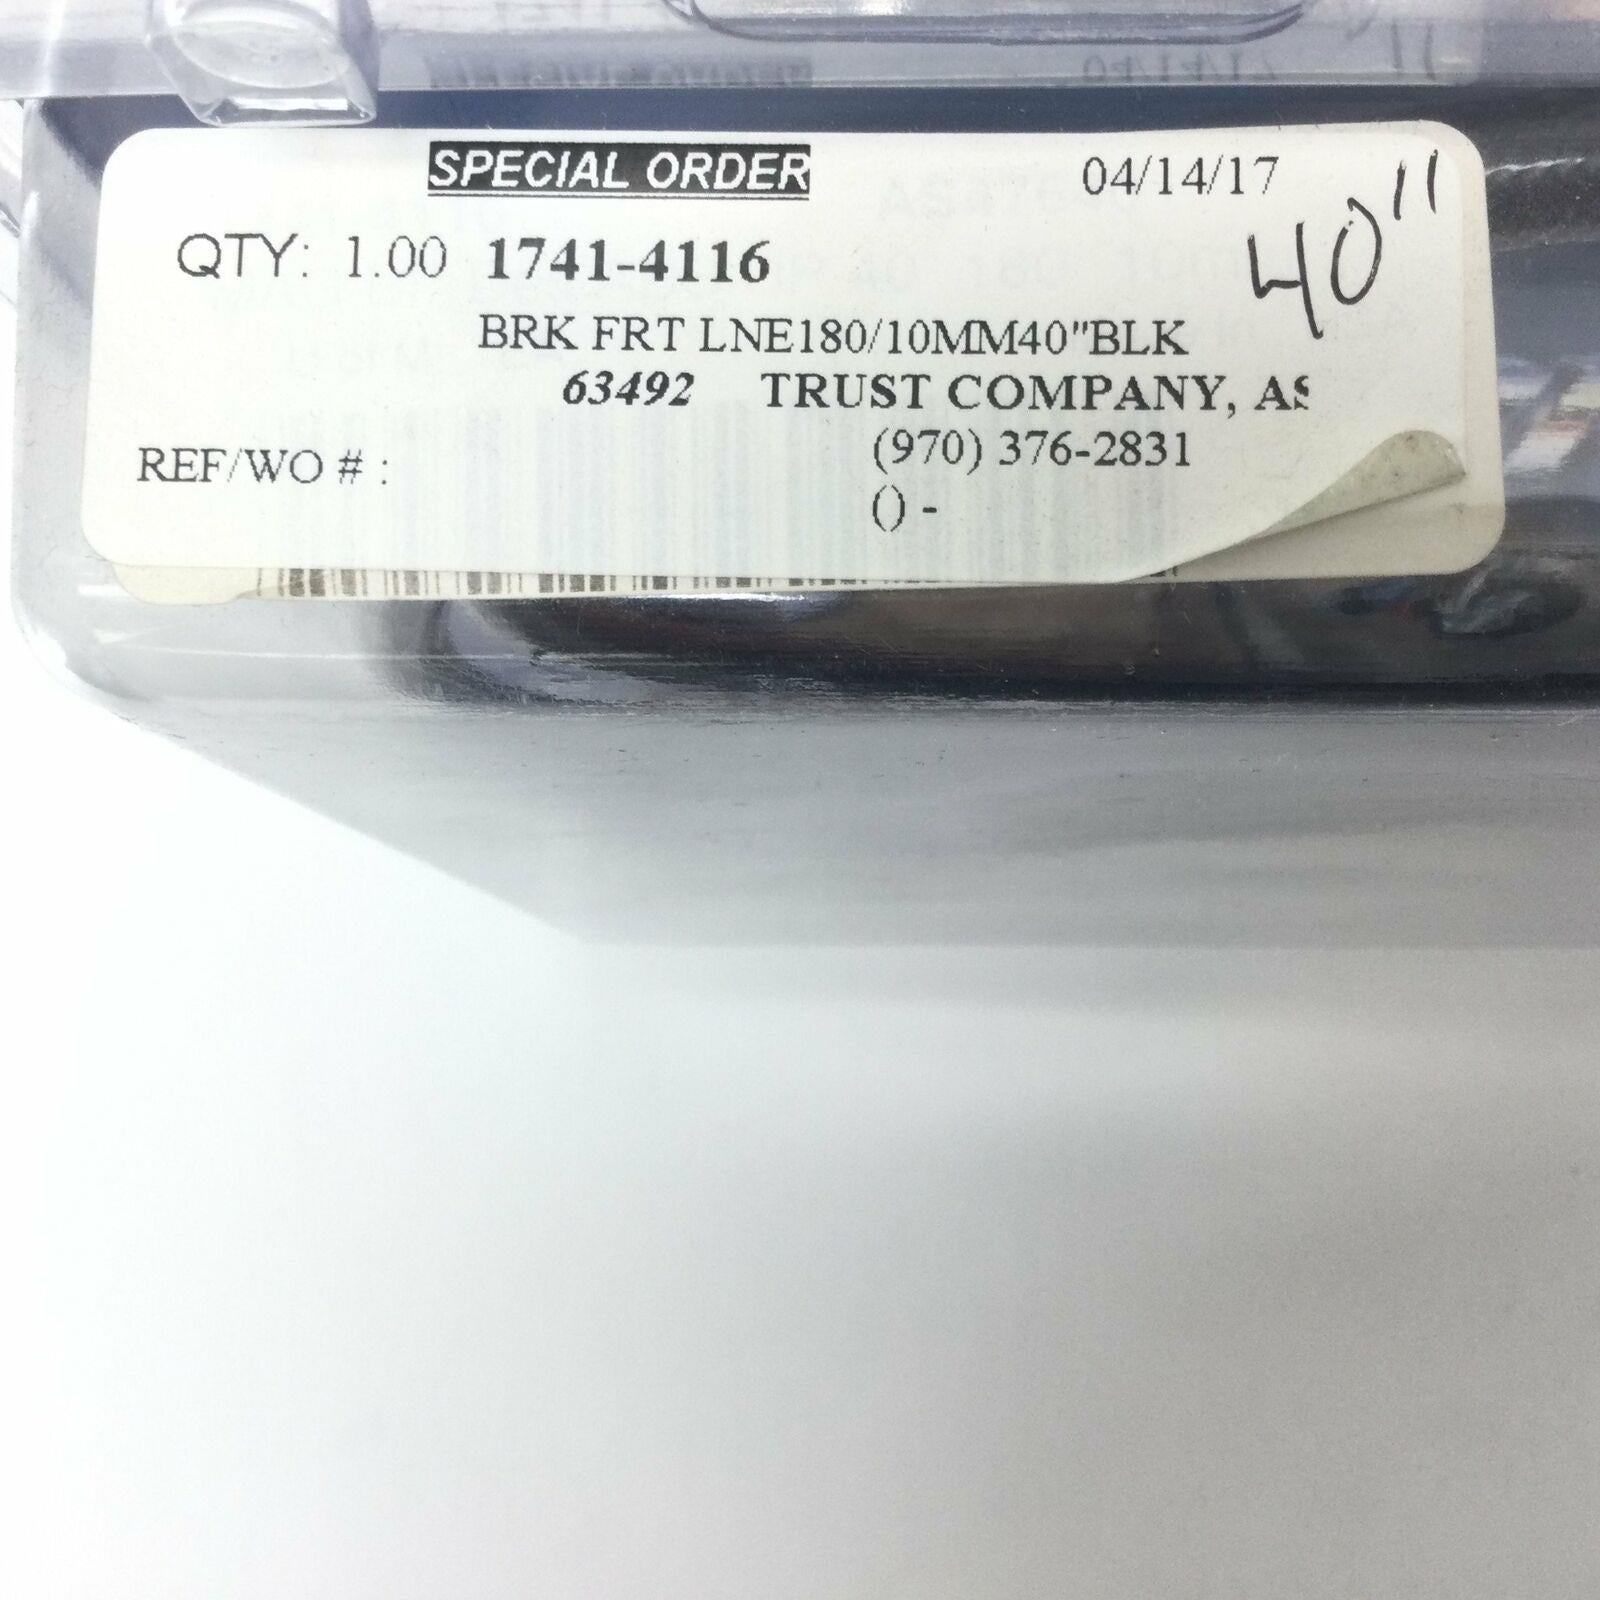 SPECIAL ORDER 04/14/17
40"
QTY: 1.00 1741-4116
BRK FRT LNE180/10MM40"BLK
63492 TRUST COMPANY, AS
REF/WO # : (970) 376-2831
() -